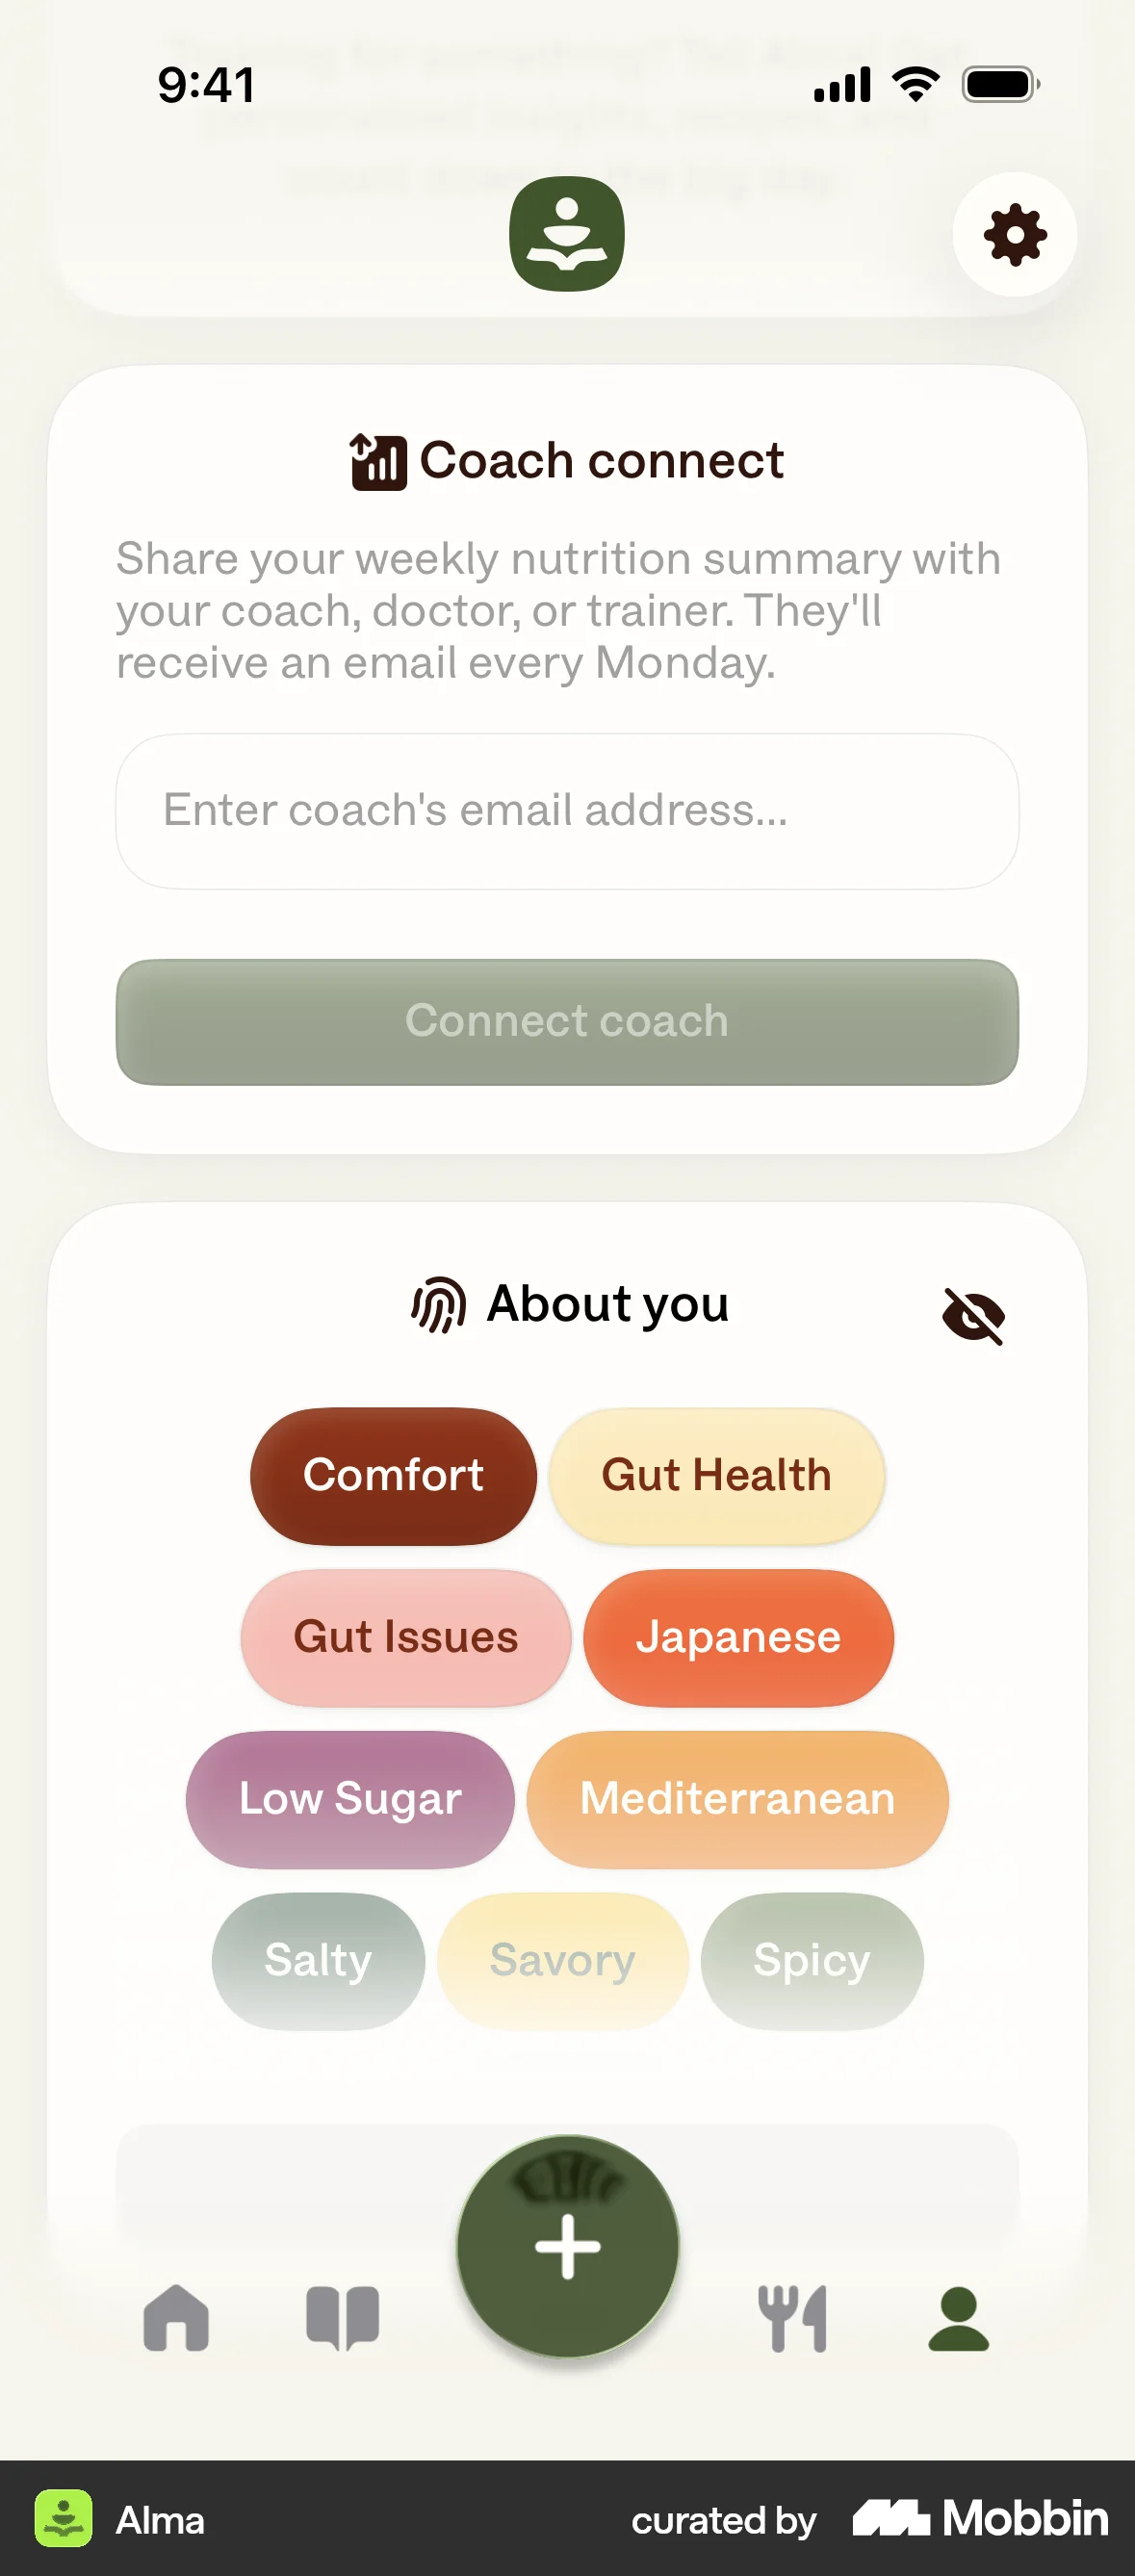 9:41
Coach connect
Share your weekly nutrition summary with
your coach, doctor, or trainer. They'll
receive an email every Monday.
Enter coach's email address...
Connect coach
About you
Comfort
Gut Health
Gut Issues
Japanese
Low Sugar
Mediterranean
Salty
Savory
Spicy
Alma
curated by Mobbin